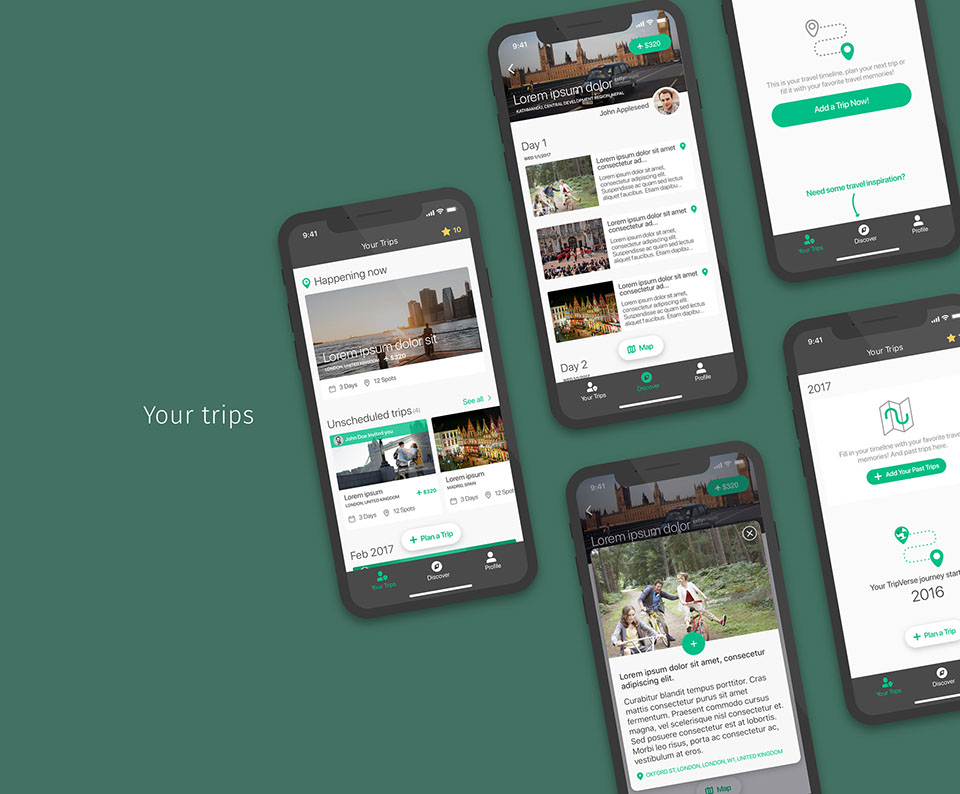 Your trips
9:41
Your Trips
10
Happening now
Lorem ipsum dolor sit
LONDON, UNITED KINGDOM
$320
3 Days
12 Spots
See all
Unscheduled trips (4)
John Doe Invited you
Lorem ipsum
LONDON, UNITED KINGDOM
$320
3 Days
12 Spots
Lorem ipsum
MADRID, SPAIN
3 Days
12 Spots
Feb 2017
Plan a Trip
Your Trips
Discover
Profile
9:41
$320
Lorem ipsum dolor
KATHMANDU, CENTRAL DEVELOPMENT REGION, NEPAL
John Appleseed
Day 1
WED 1/1/2017
Lorem ipsum dolor sit amet
consectetur ad...
Lorem ipsum dolor sit amet,
consectetur adipiscing elit.
Suspendisse ac quam sed lectus
aliquet faucibus. Etiam dapibu...
Lorem ipsum dolor sit amet
consectetur ad...
Lorem ipsum dolor sit amet,
consectetur adipiscing elit.
Suspendisse ac quam sed lectus
aliquet faucibus. Etiam dapibu...
Lorem ipsum dolor sit amet
consectetur ad...
Lorem ipsum dolor sit amet,
consectetur adipiscing elit.
Suspendisse ac quam sed lectus
aliquet faucibus. Etiam dapibu...
Map
Day 2
Your Trips
Discover
Profile
This is your travel timeline, plan your next trip or
fill it with your favorite travel memories!
Add a Trip Now!
Need some travel inspiration?
Your Trips
Discover
Profile
9:41
$320
Lorem ipsum dolor
Lorem ipsum dolor sit amet, consectetur
adipiscing elit.
Curabitur blandit tempus porttitor. Cras
mattis consectetur purus sit amet
fermentum. Praesent commodo cursus
magna, vel scelerisque nisl consectetur et.
Sed posuere consectetur est at lobortis.
Morbi leo risus, porta ac consectetur ac,
vestibulum at eros.
OXFORD ST, LONDON, LONDON, W1, UNITED KINGDOM
Map
9:41
Your Trips
2017
Fill in your timeline with your favorite trave
memories! And past trips here.
Add Your Past Trips
Your TripVerse journey start
2016
Plan a Trip
Your Trips
Discover